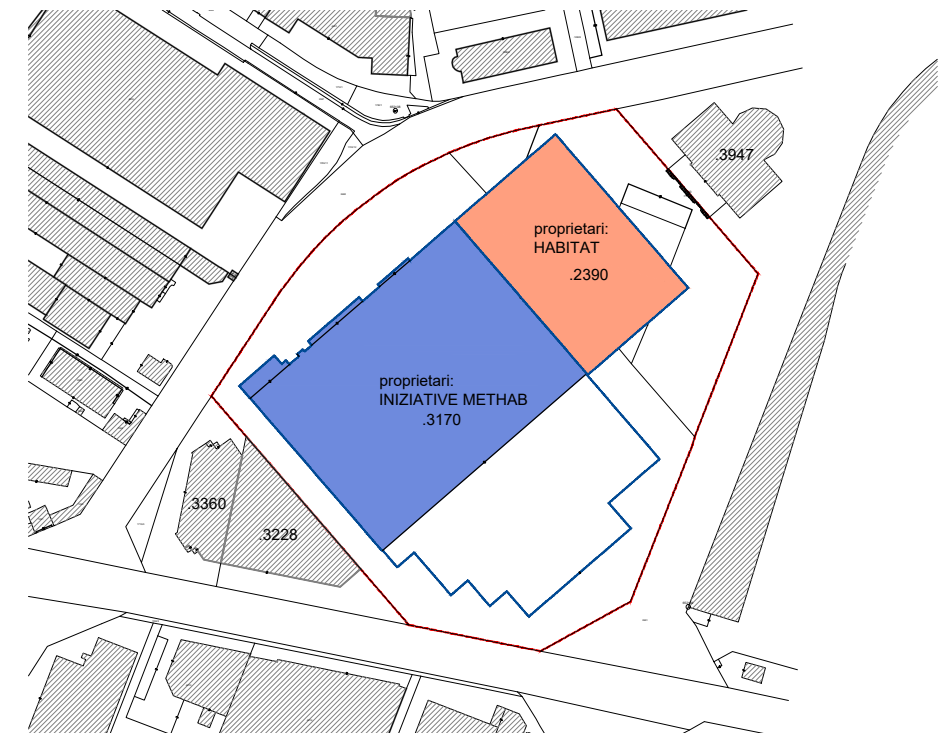 .3947
proprietari:
HABITAT
.2390
proprietari:
INIZIATIVE METHAB
.3170
.3360
.3228